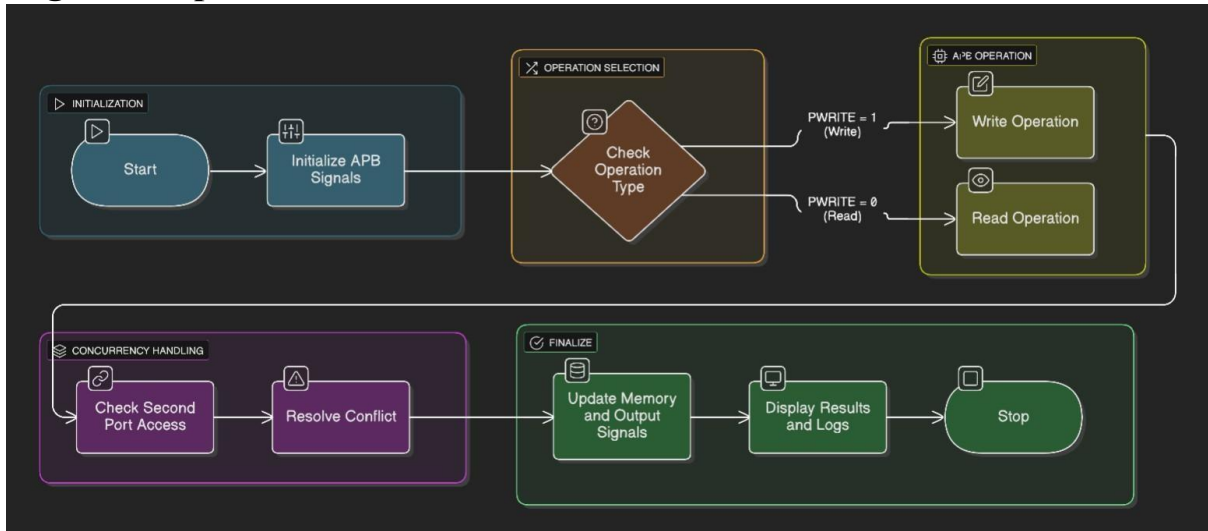 INITIALIZATION
Start
Initialize APB
Signals
OPERATION SELECTION
Check
Operation
Type
PWRITE = 1
(Write)
PWRITE = 0
(Read)
APB OPERATION
Write Operation
Read Operation
CONCURRENCY HANDLING
Check Second
Port Access
Resolve Conflict
FINALIZE
Update Memory
and Output
Signals
Display Results
and Logs
Stop